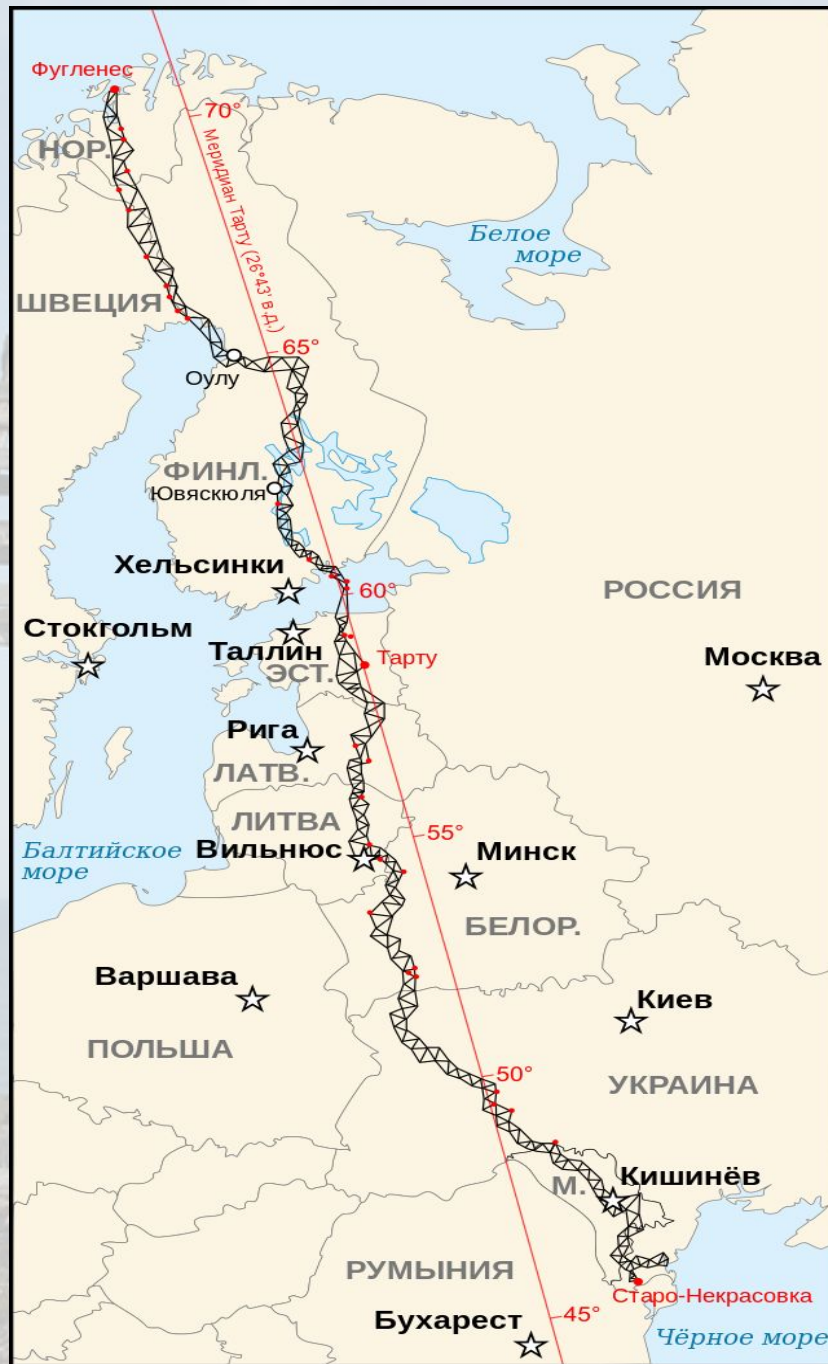 Фугленес
70°
НОР.
Меридиан Тарту (26°43' в.д.)
Белое
море
ШВЕЦИЯ
65°
Оулу
ФИНЛ.
Ювяскюля
Хельсинки
60°
РОССИЯ
Стокгольм
Таллин
Тарту
Москва
ЭСТ.
Рига
ЛАТВ.
ЛИТВА
55°
Балтийское
море
Вильнюс
Минск
БЕЛОР.
Варшава
Киев
ПОЛЬША
50°
УКРАИНА
Кишинёв
М.
РУМЫНИЯ
Старо-Некрасовка
45°
Бухарест
Чёрное море